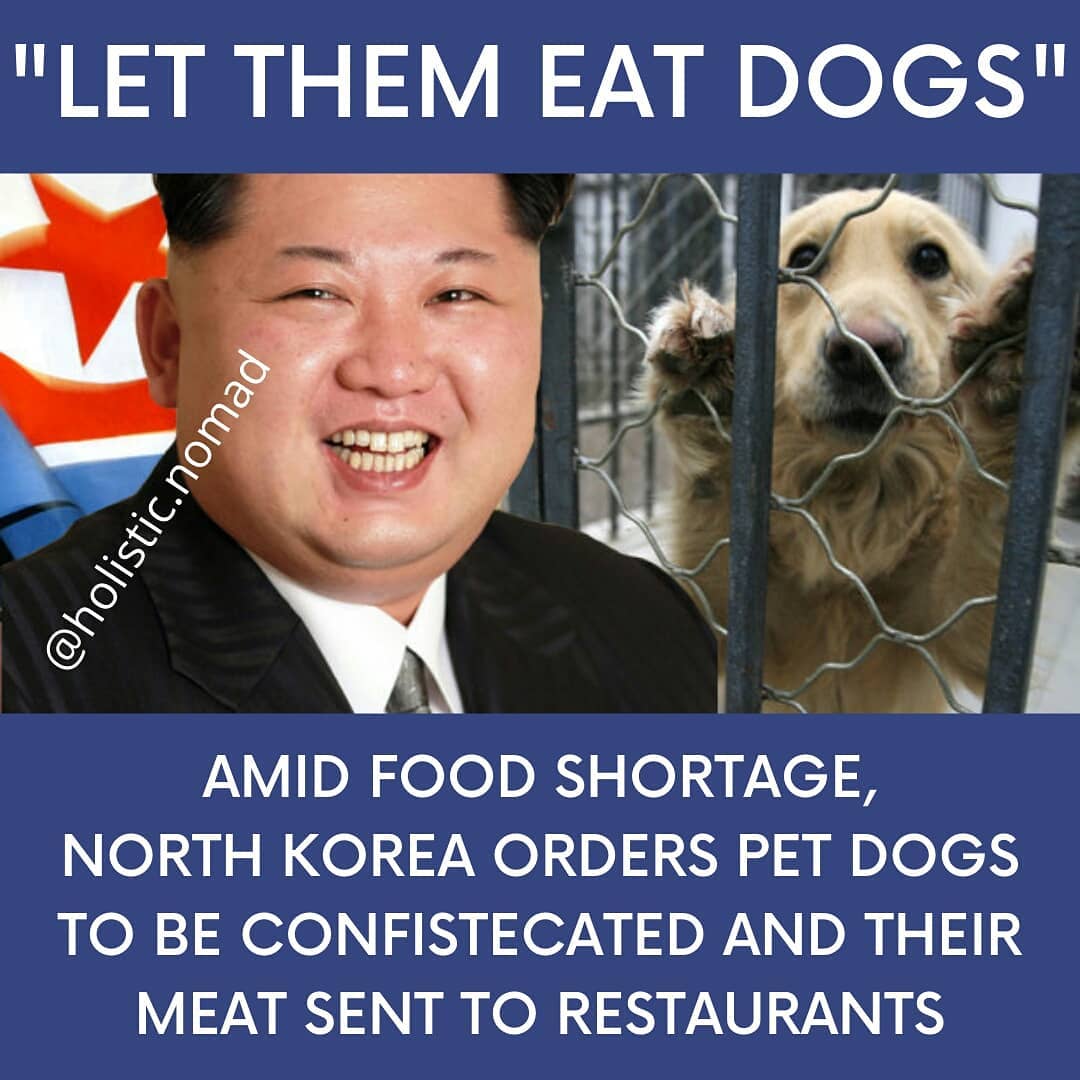 "LET THEM EAT DOGS"
@holistic.nomad
AMID FOOD SHORTAGE,
NORTH KOREA ORDERS PET DOGS
TO BE CONFISTECATED AND THEIR
MEAT SENT TO RESTAURANTS